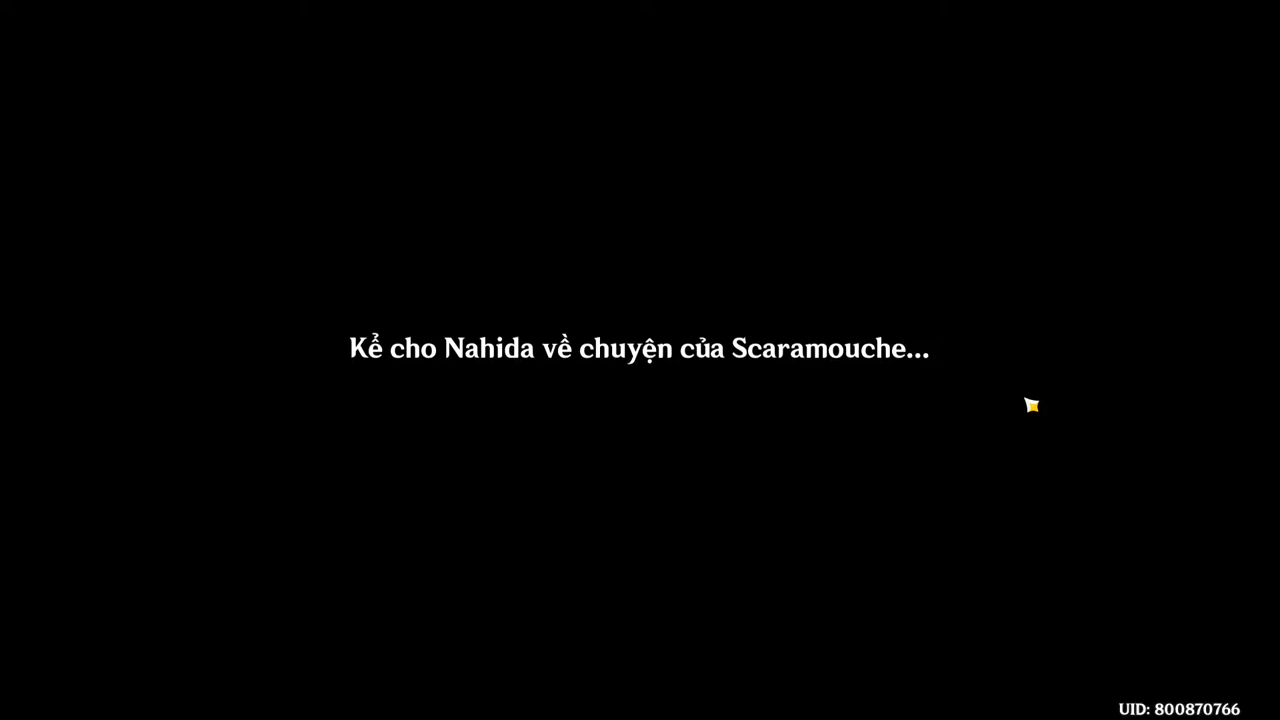 Kể cho Nahida về chuyện của Scaramouche...
UID: 800870766